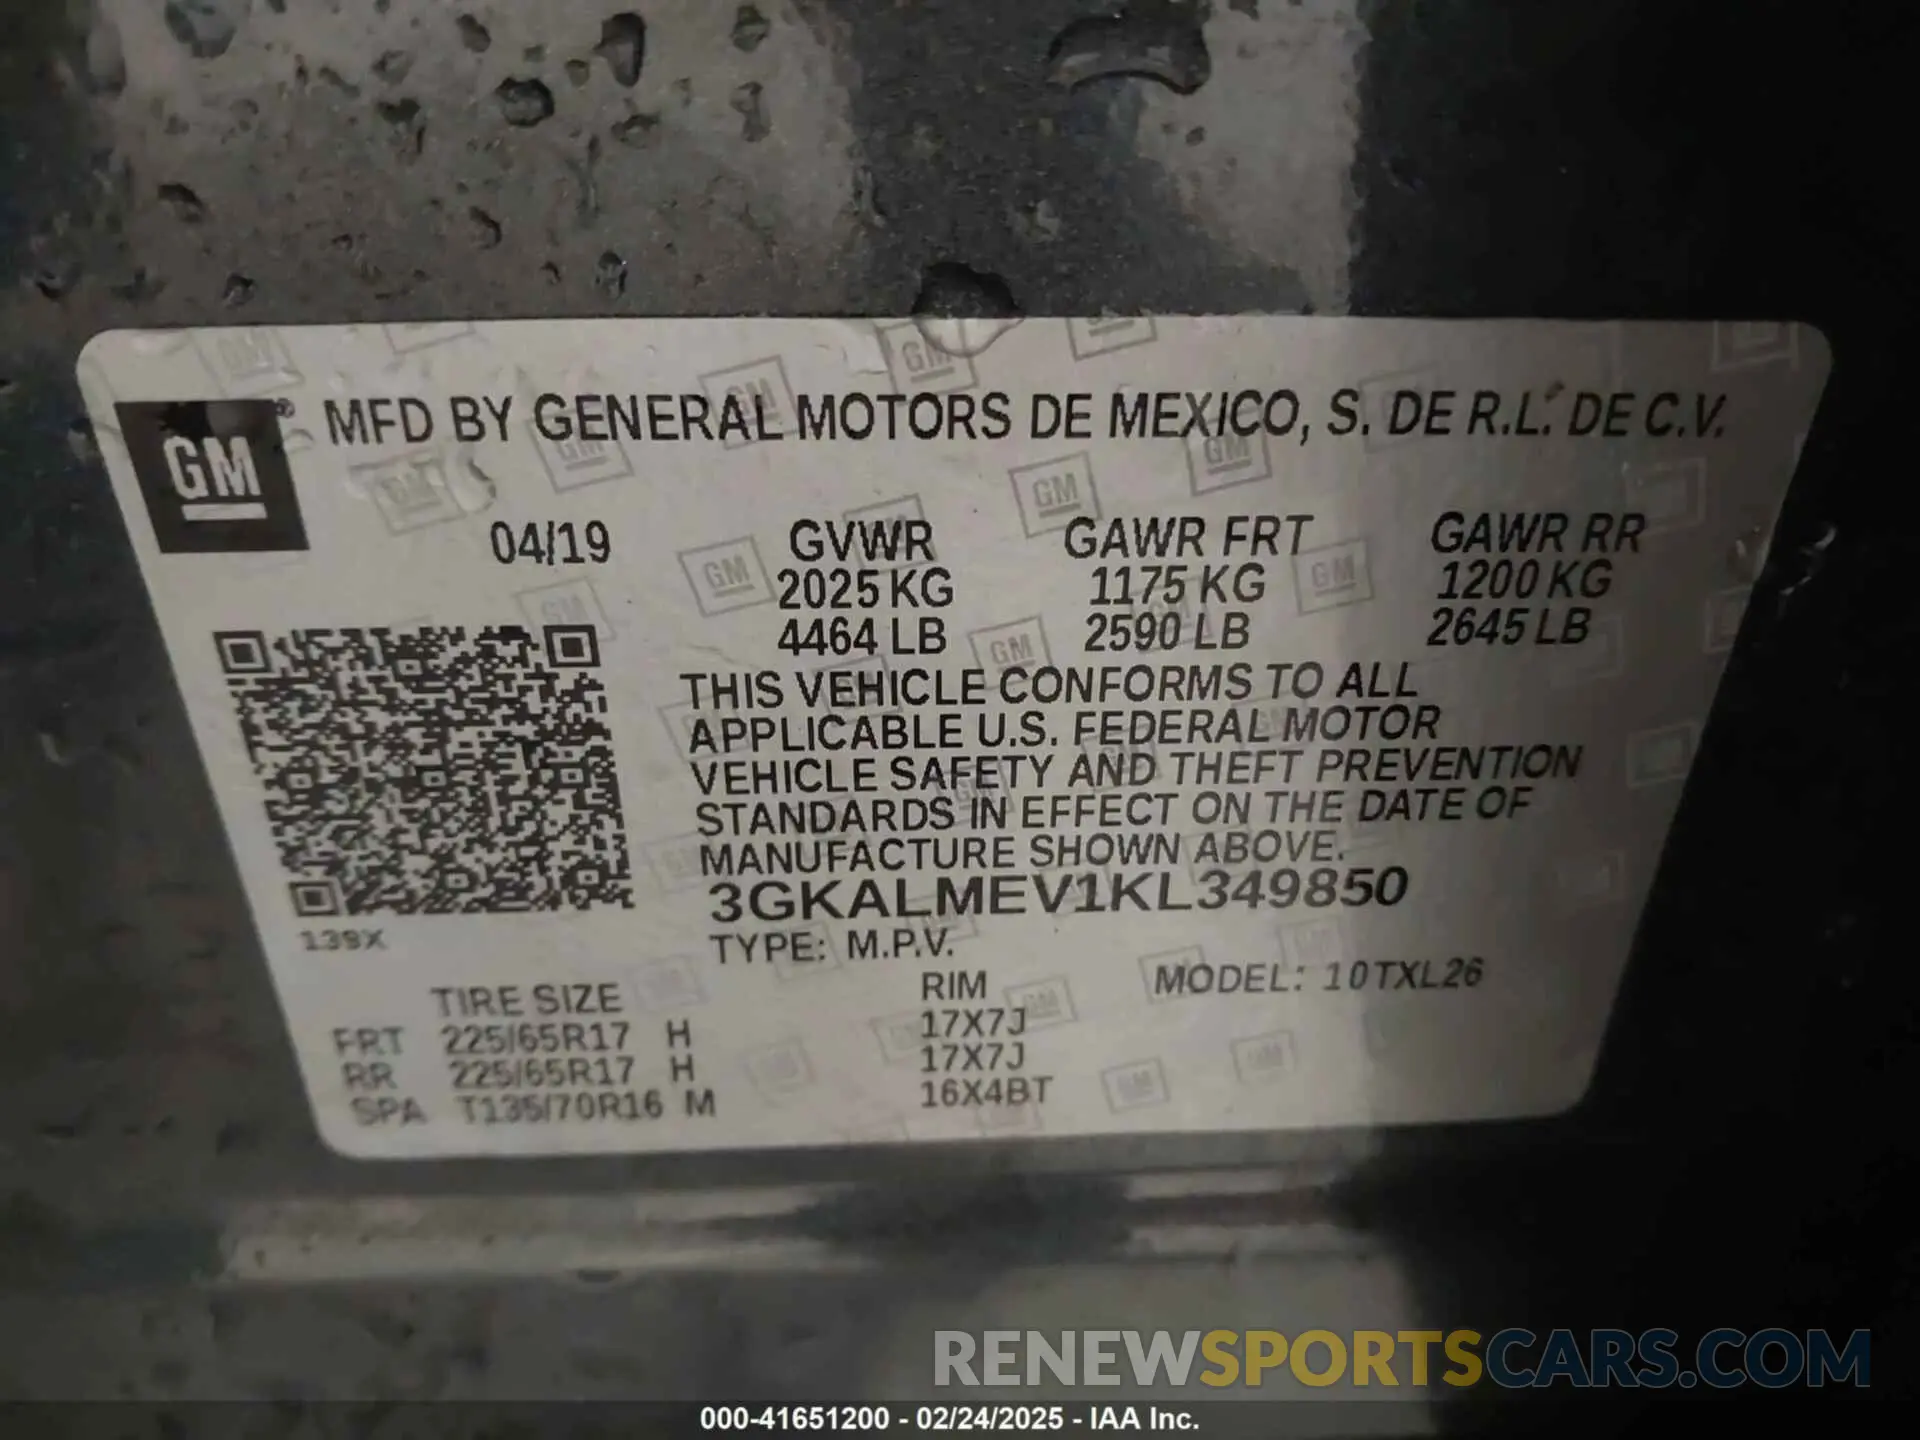 GM® MFD BY GENERAL MOTORS DE MEXICO, S. DE R.L. DE C.V.
04/19 GVWR GAWR FRT GAWR RR
2025 KG 1175 KG 1200 KG
4464 LB 2590 LB 2645 LB
THIS VEHICLE CONFORMS TO ALL
APPLICABLE U.S. FEDERAL MOTOR
VEHICLE SAFETY AND THEFT PREVENTION
STANDARDS IN EFFECT ON THE DATE OF
MANUFACTURE SHOWN ABOVE.
3GKALMEV1KL349850
139X
TYPE: M.P.V.
TIRE SIZE RIM MODEL: 10TXL26
FRT 225/65R17 H 17X7J
RR 225/65R17 H 17X7J
SPA T135/70R16 M 16X4BT
RENEWSPORTSCARS.COM
000-41651200 - 02/24/2025 - IAA Inc.